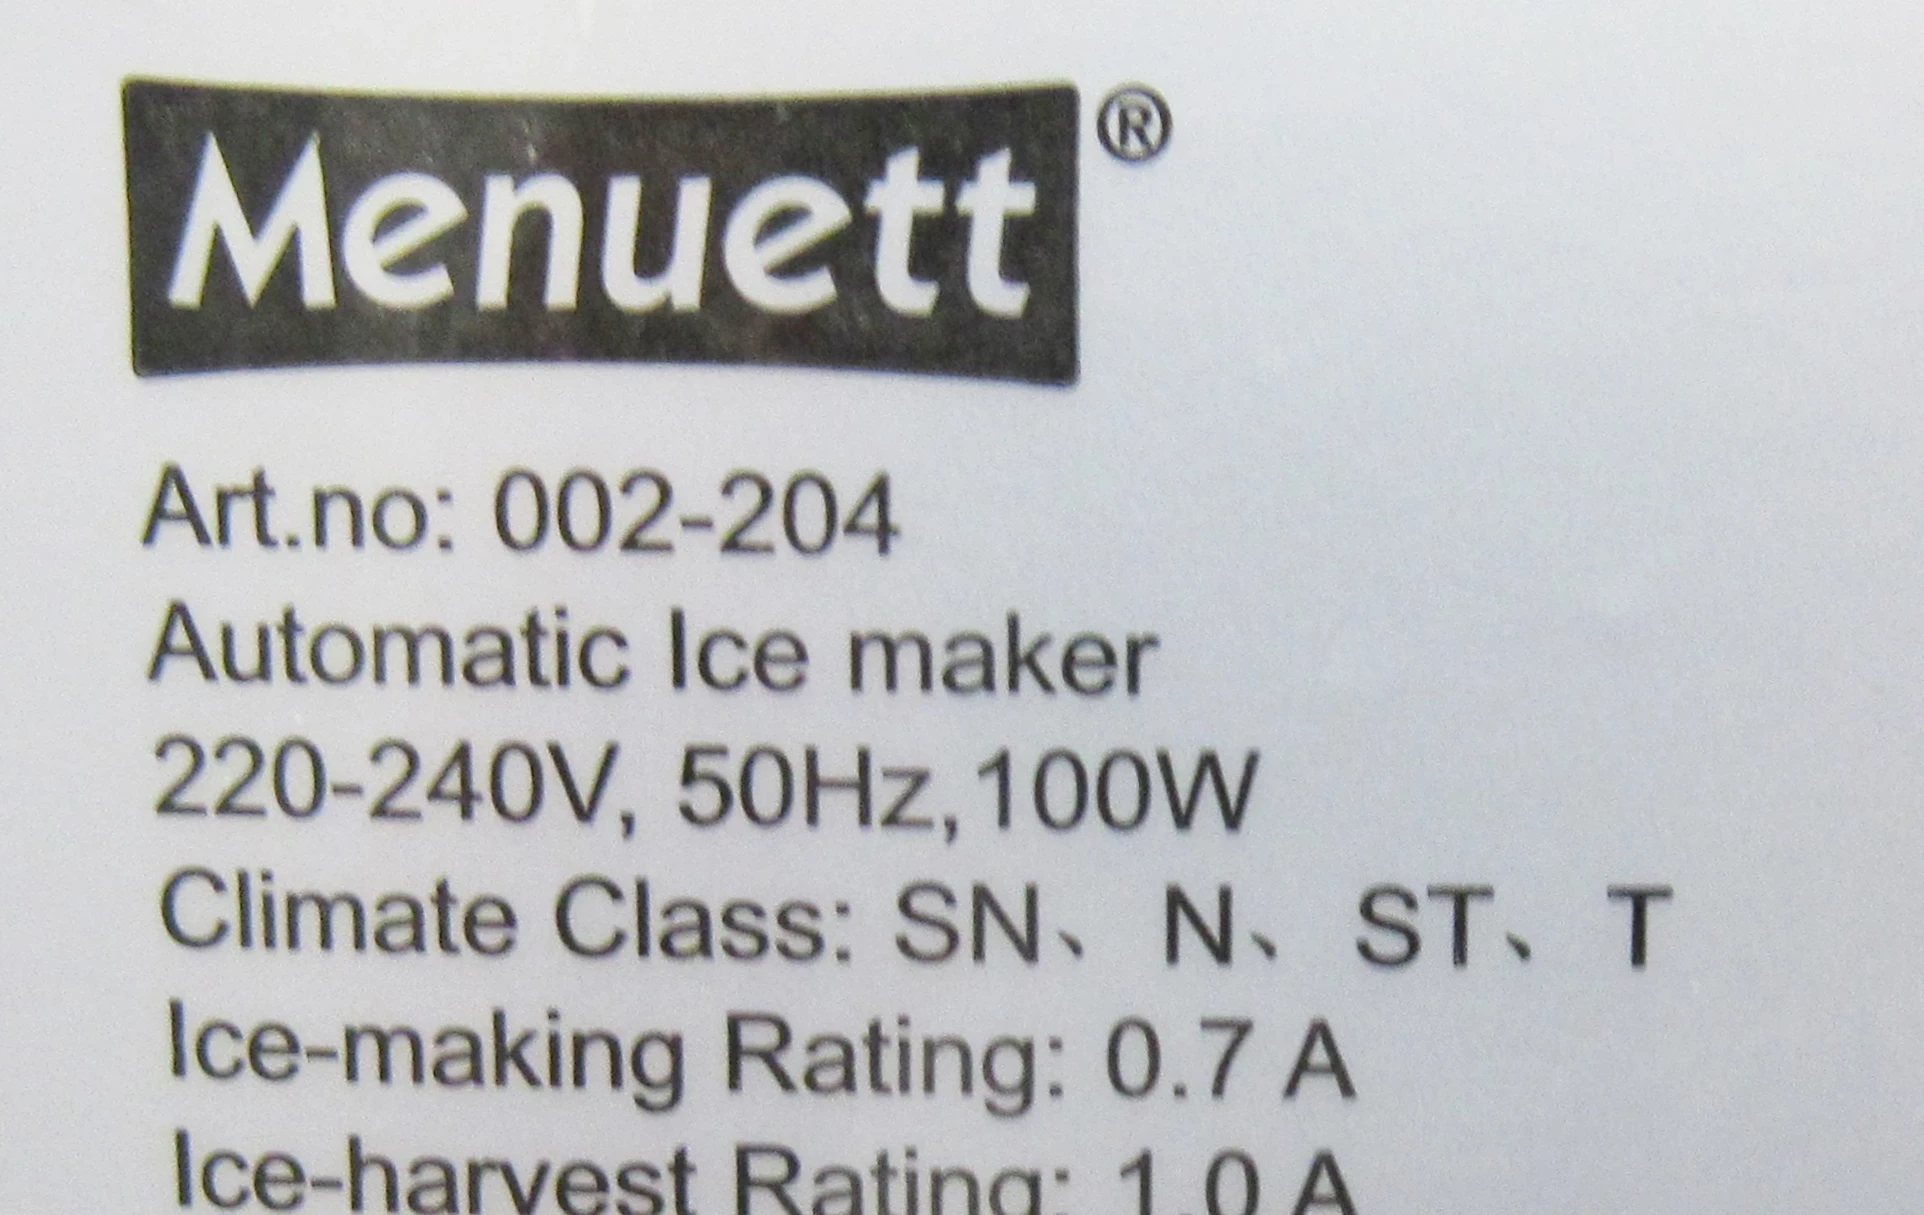 Menuett®
Art.no: 002-204
Automatic Ice maker
220-240V, 50Hz,100W
Climate Class: SN、N、ST、T
Ice-making Rating: 0.7 A
Ice-harvest Rating: 1.0 A